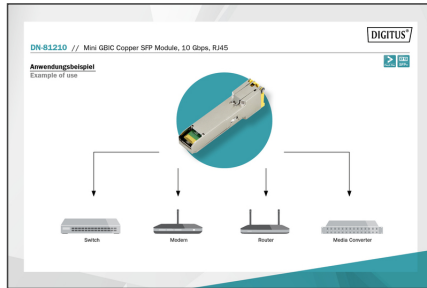 DIGITUS®
DN-81210 // Mini GBIC Copper SFP Module, 10 Gbps, RJ45
Anwendungsbeispiel
Example of use
Switch
Modem
Router
Media Converter